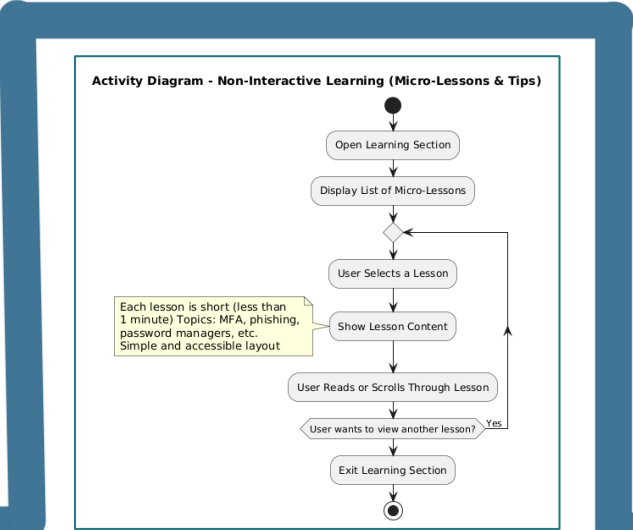 Activity Diagram - Non-Interactive Learning (Micro-Lessons & Tips)
Open Learning Section
Display List of Micro-Lessons
User Selects a Lesson
Each lesson is short (less than
1 minute) Topics: MFA, phishing,
password managers, etc.
Simple and accessible layout
Show Lesson Content
User Reads or Scrolls Through Lesson
User wants to view another lesson?
Yes
Exit Learning Section